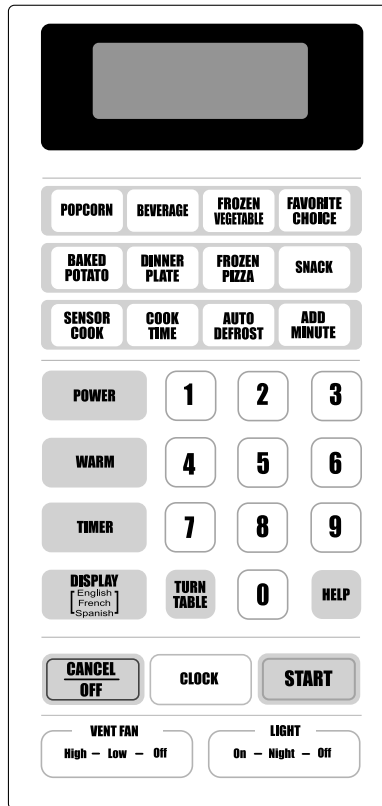 POPCORN BEVERAGE FROZEN VEGETABLE FAVORITE CHOICE
BAKED POTATO DINNER PLATE FROZEN PIZZA SNACK
SENSOR COOK COOK TIME AUTO DEFROST ADD MINUTE
POWER 1 2 3
WARM 4 5 6
TIMER 7 8 9
DISPLAY
[English
French
Spanish]
TURN
TABLE
0
HELP
CANCEL
OFF
CLOCK
START
VENT FAN
High – Low – Off
LIGHT
On – Night – Off